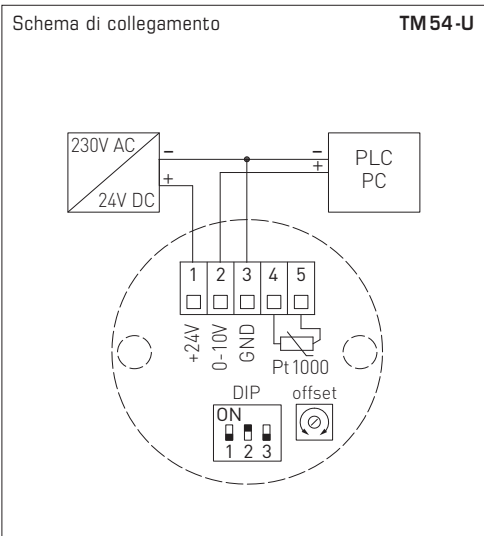 Schema di collegamento TM54-U
230V AC
24V DC
–
+
–
+
PLC
PC
1 2 3 4 5
+24V
0-10V
GND
Pt1000
DIP
offset
ON
1 2 3